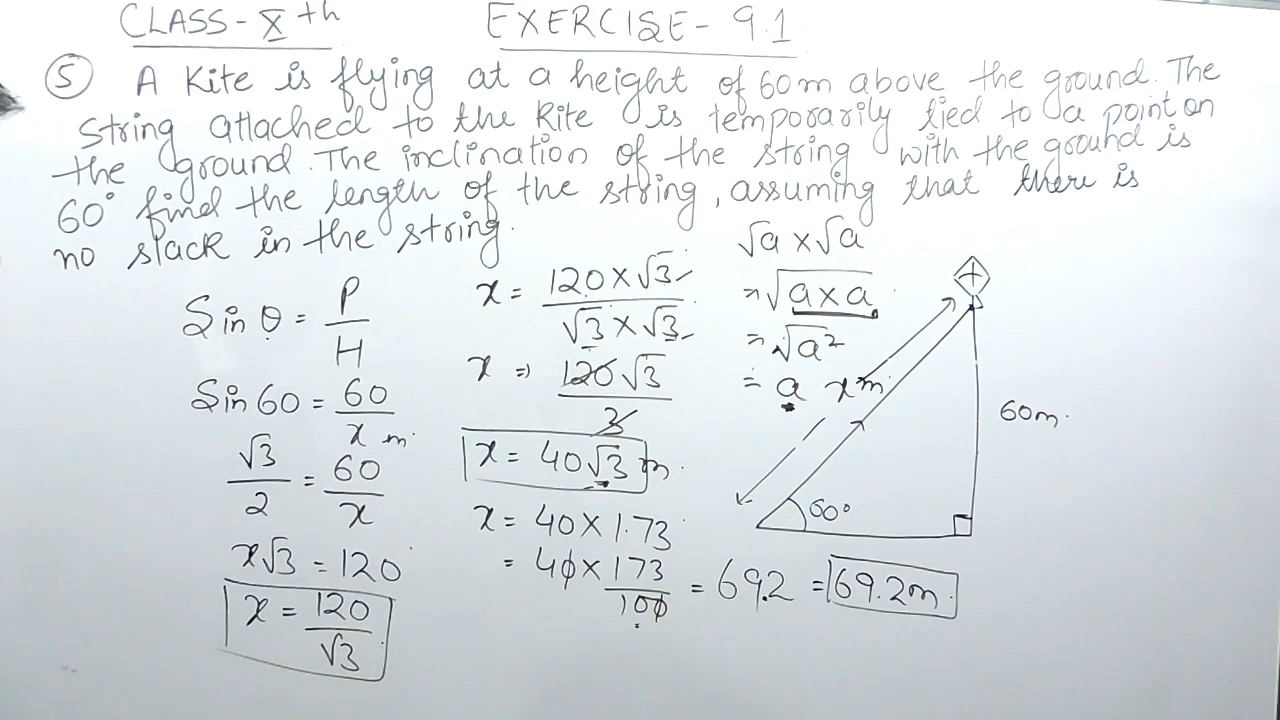 CLASS- Xth EXERCISE- 9.1
⑤ A Kite is flying at a height of 60m above the ground. The
string attached to the kite is temporarily tied to a point on
the ground. The inclination of the string with the ground is
60° find the length of the string, assuming that there is
no slack in the string.
Sin θ = P/H
Sin 60 = 60/x m
√3/2 = 60/x
x√3 = 120
x = 120/√3
x = 120×√3/√3×√3
x => 120√3/3
x = 40√3 m.
x = 40×1.73
= 40×173/100 = 69.2 = 69.2m.
√a ×√a
=√a×a
=√a²
= a
x m
60m.
60°